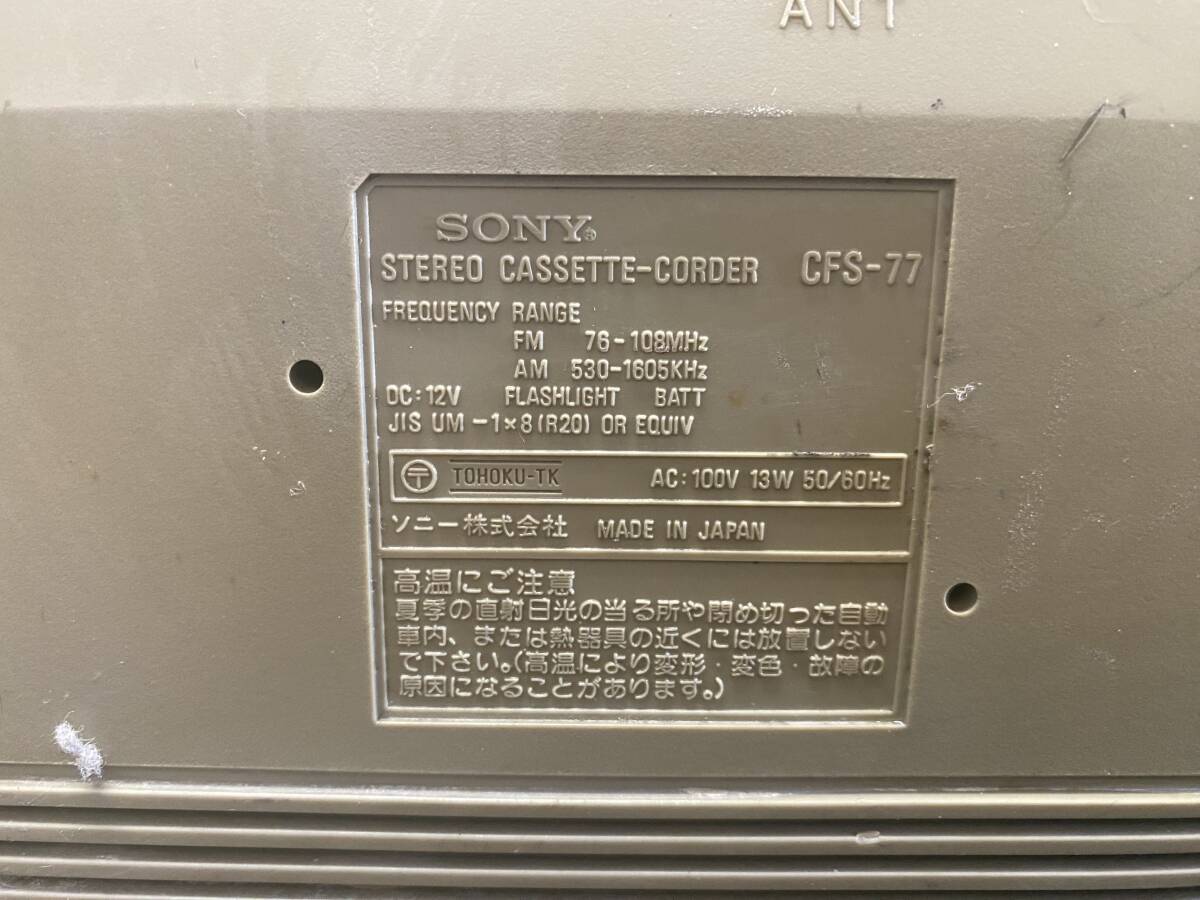 ANT
SONY®
STEREO CASSETTE-CORDER CFS-77
FREQUENCY RANGE
FM 76-108MHz
AM 530-1605KHz
DC:12V FLASHLIGHT BATT
JIS UM-1×8(R20) OR EQUIV
〒 TOHOKU-TK AC:100V 13W 50/60Hz
ソニー株式会社 MADE IN JAPAN
高温にご注意
夏季の直射日光の当る所や閉め切った自動
車内、または熱器具の近くには放置しない
で下さい。(高温により変形・変色・故障の
原因になることがあります。)